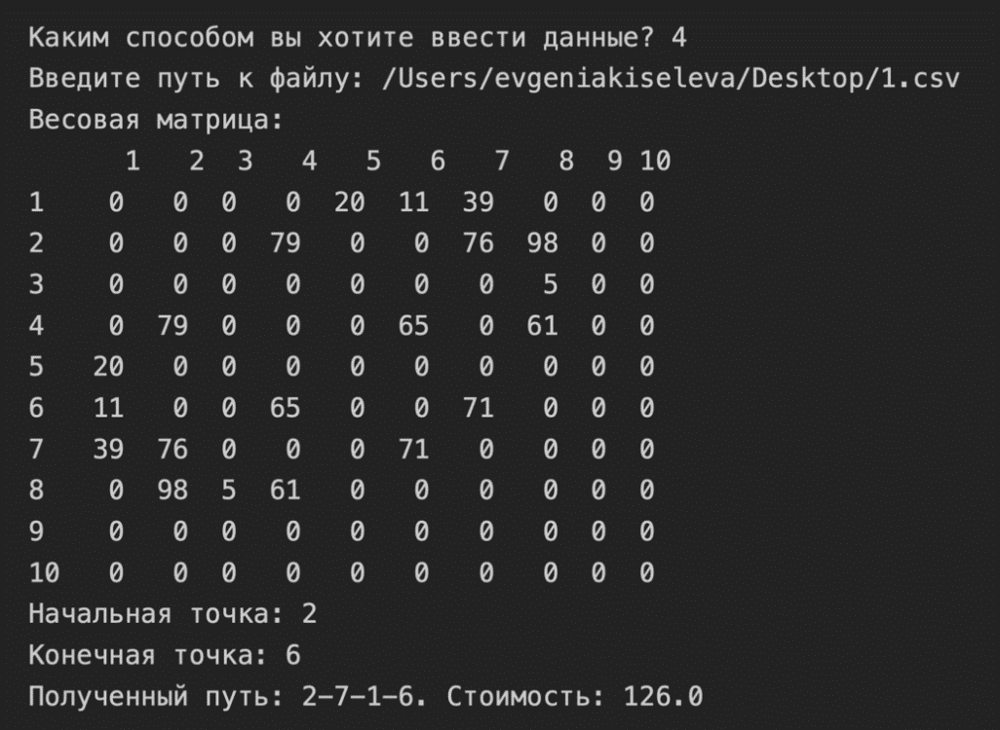 Каким способом вы хотите ввести данные? 4
Введите путь к файлу: /Users/evgeniakiseleva/Desktop/1.csv
Весовая матрица:
1 2 3 4 5 6 7 8 9 10
1 0 0 0 0 20 11 39 0 0 0
2 0 0 0 79 0 0 76 98 0 0
3 0 0 0 0 0 0 0 5 0 0
4 0 79 0 0 0 65 0 61 0 0
5 20 0 0 0 0 0 0 0 0 0
6 11 0 0 65 0 0 71 0 0 0
7 39 76 0 0 0 71 0 0 0 0
8 0 98 5 61 0 0 0 0 0 0
9 0 0 0 0 0 0 0 0 0 0
10 0 0 0 0 0 0 0 0 0 0
Начальная точка: 2
Конечная точка: 6
Полученный путь: 2-7-1-6. Стоимость: 126.0